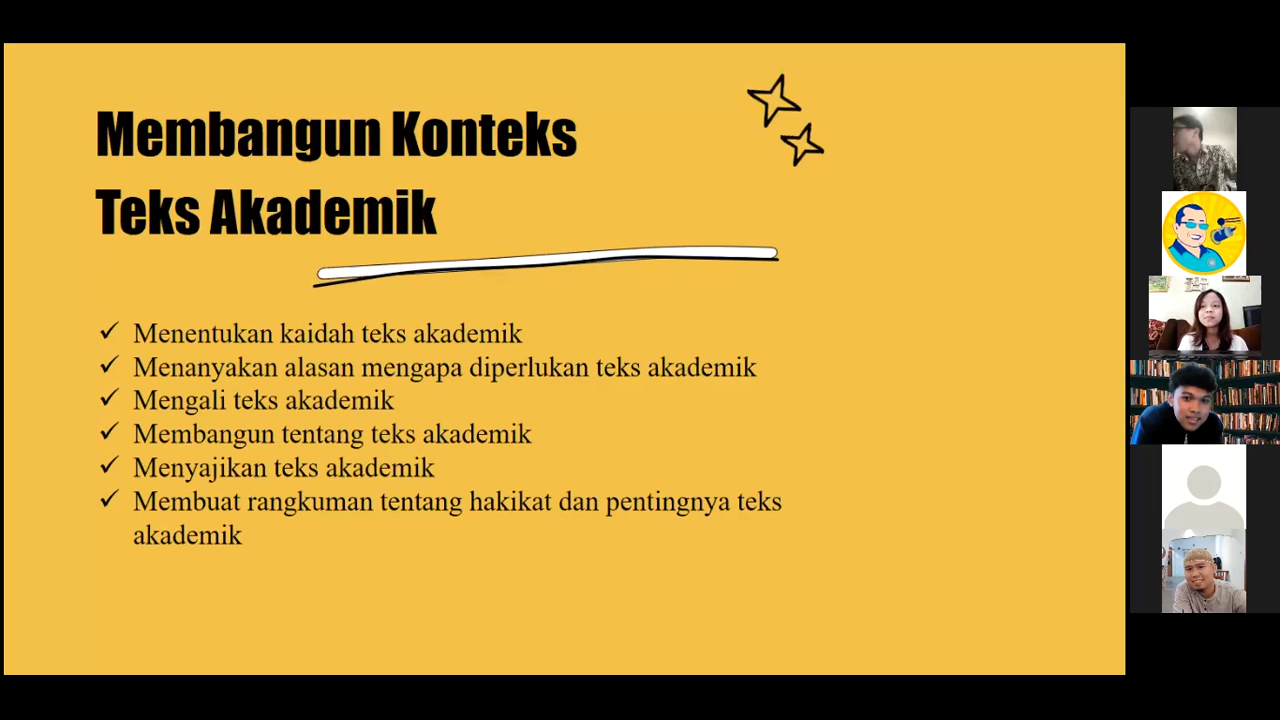 Membangun Konteks
Teks Akademik
✓ Menentukan kaidah teks akademik
✓ Menanyakan alasan mengapa diperlukan teks akademik
✓ Mengali teks akademik
✓ Membangun tentang teks akademik
✓ Menyajikan teks akademik
✓ Membuat rangkuman tentang hakikat dan pentingnya teks
akademik